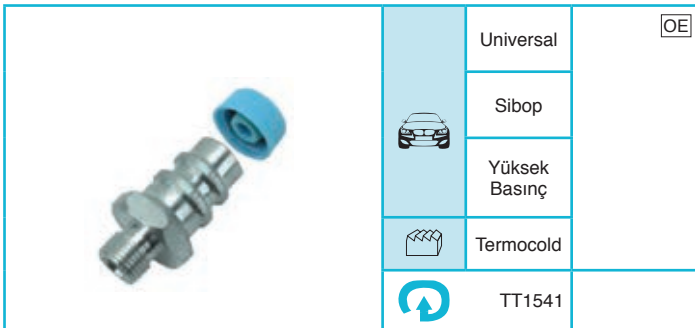 Universal
OE
Sibop
Yüksek
Basınç
Termocold
TT1541